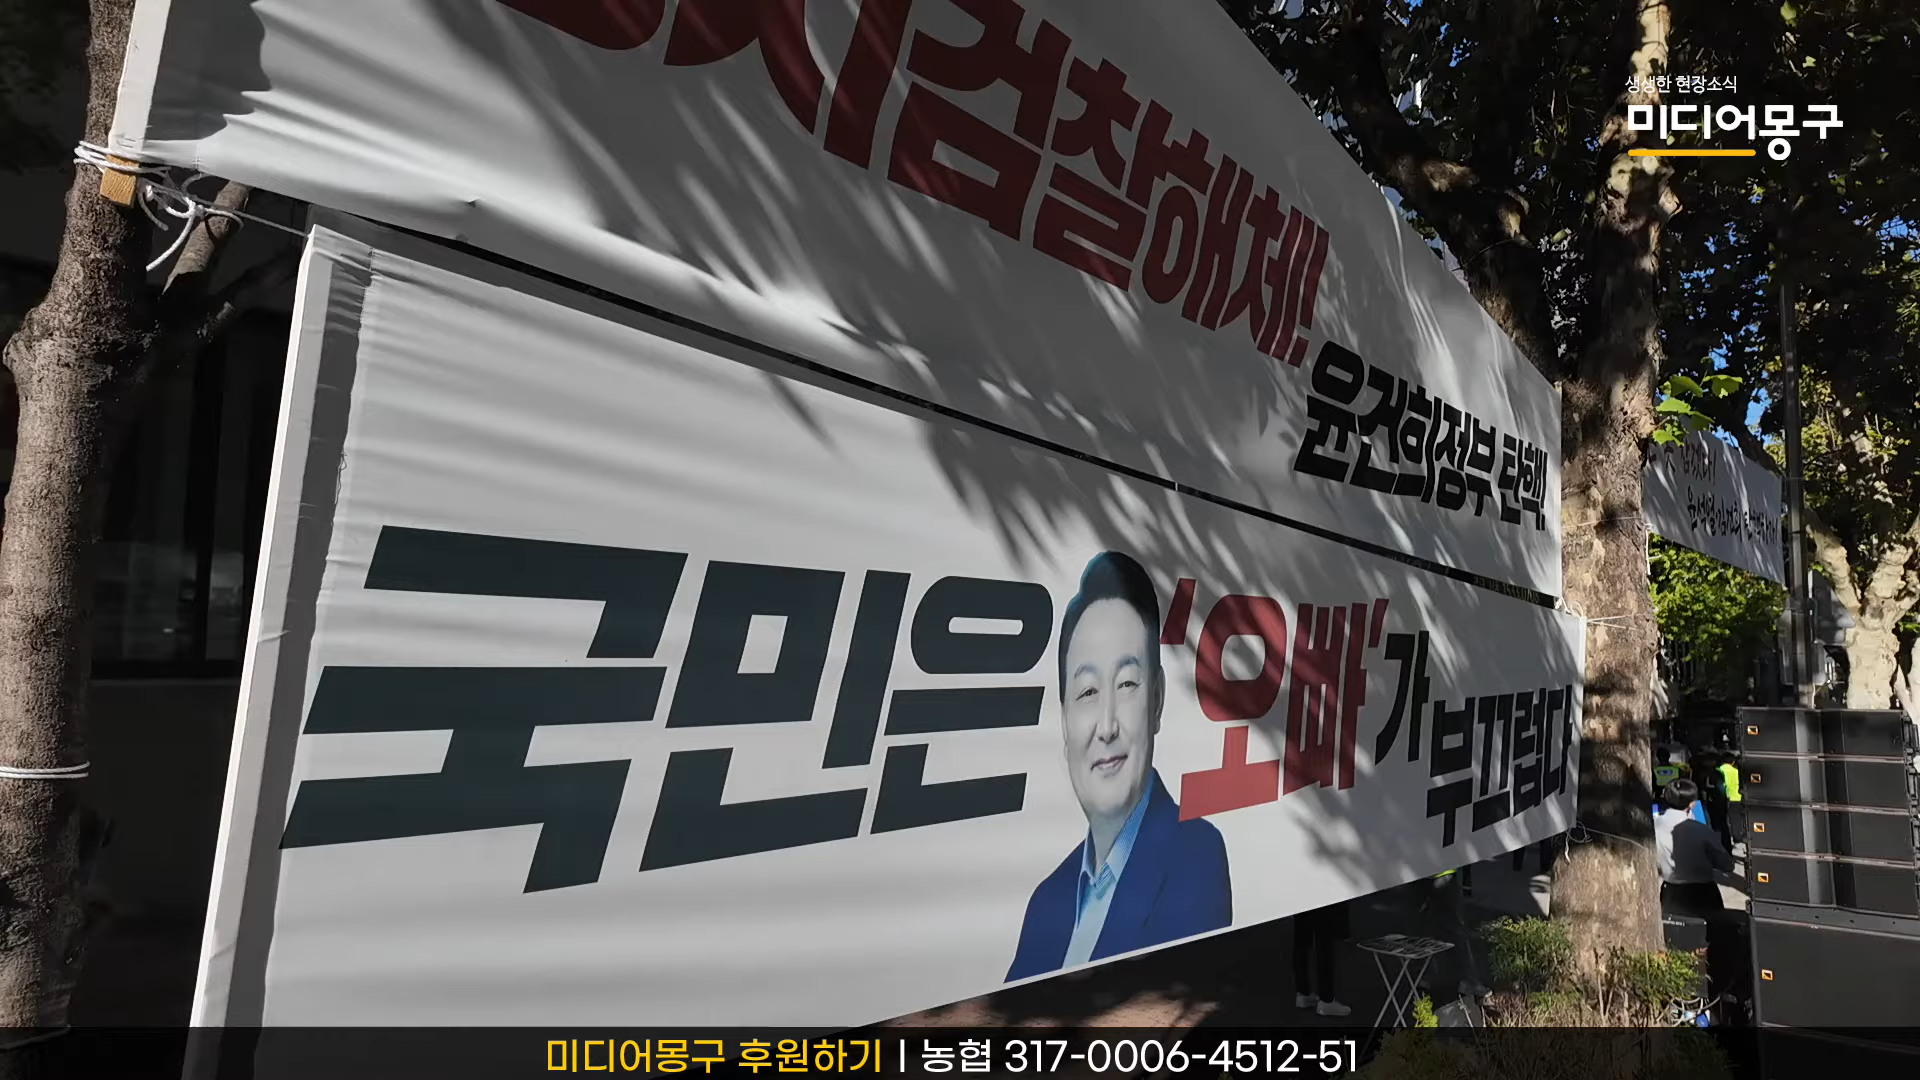 생생한 현장소식
미디어몽구
검찰해체!!
윤건희정부 탄핵!
국민은 '오빠'가 부끄럽다
미디어몽구 후원하기 | 농협 317-0006-4512-51